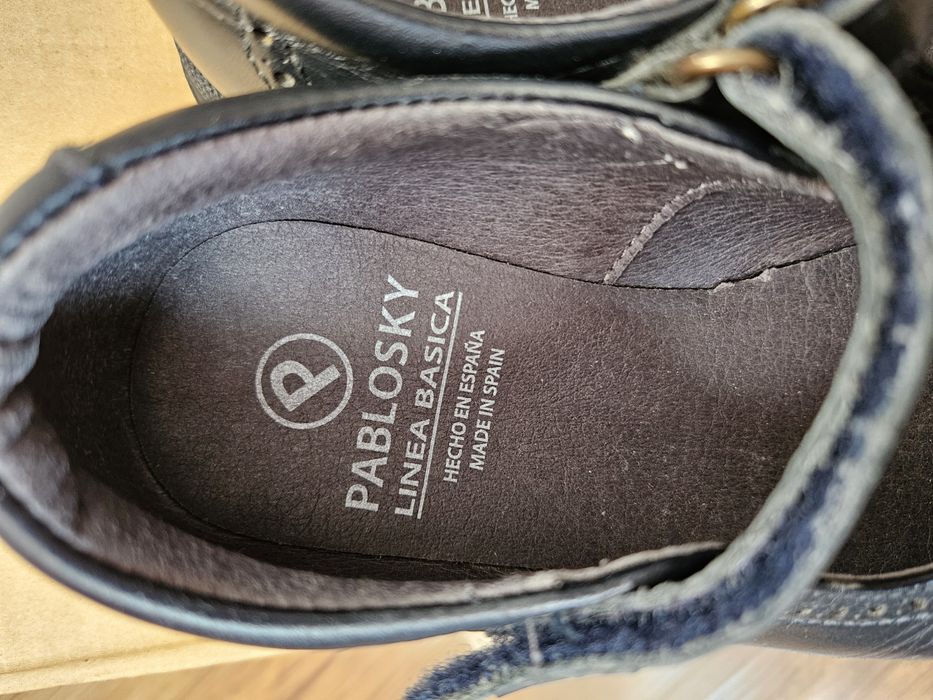 P
PABLOSKY
LINEA BASICA
HECHO EN ESPAÑA
MADE IN SPAIN